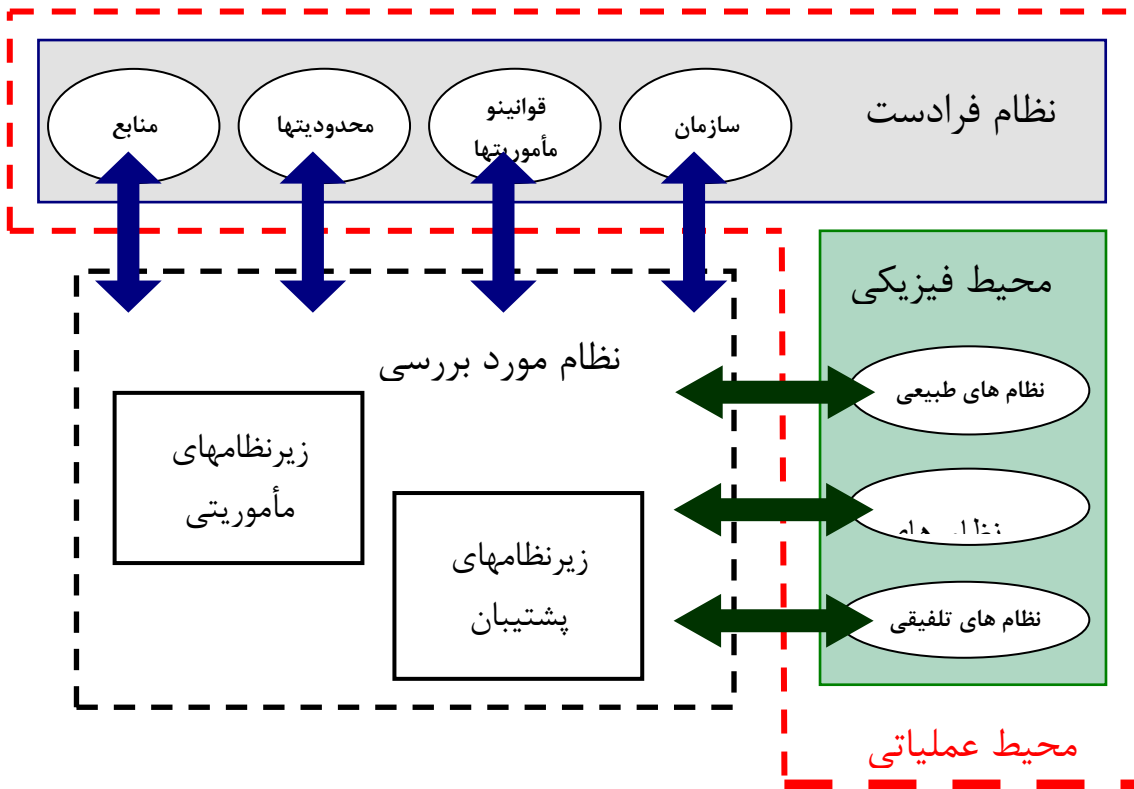 نظام فرادست
سازمان
قوانینو
مأموریتها
محدودیتها
منابع
محیط فیزیکی
نظام های طبیعی
نظام های تلفیقی
نظام مورد بررسی
زیرنظامهای
مأموریتی
زیرنظامهای
پشتیبان
محیط عملیاتی